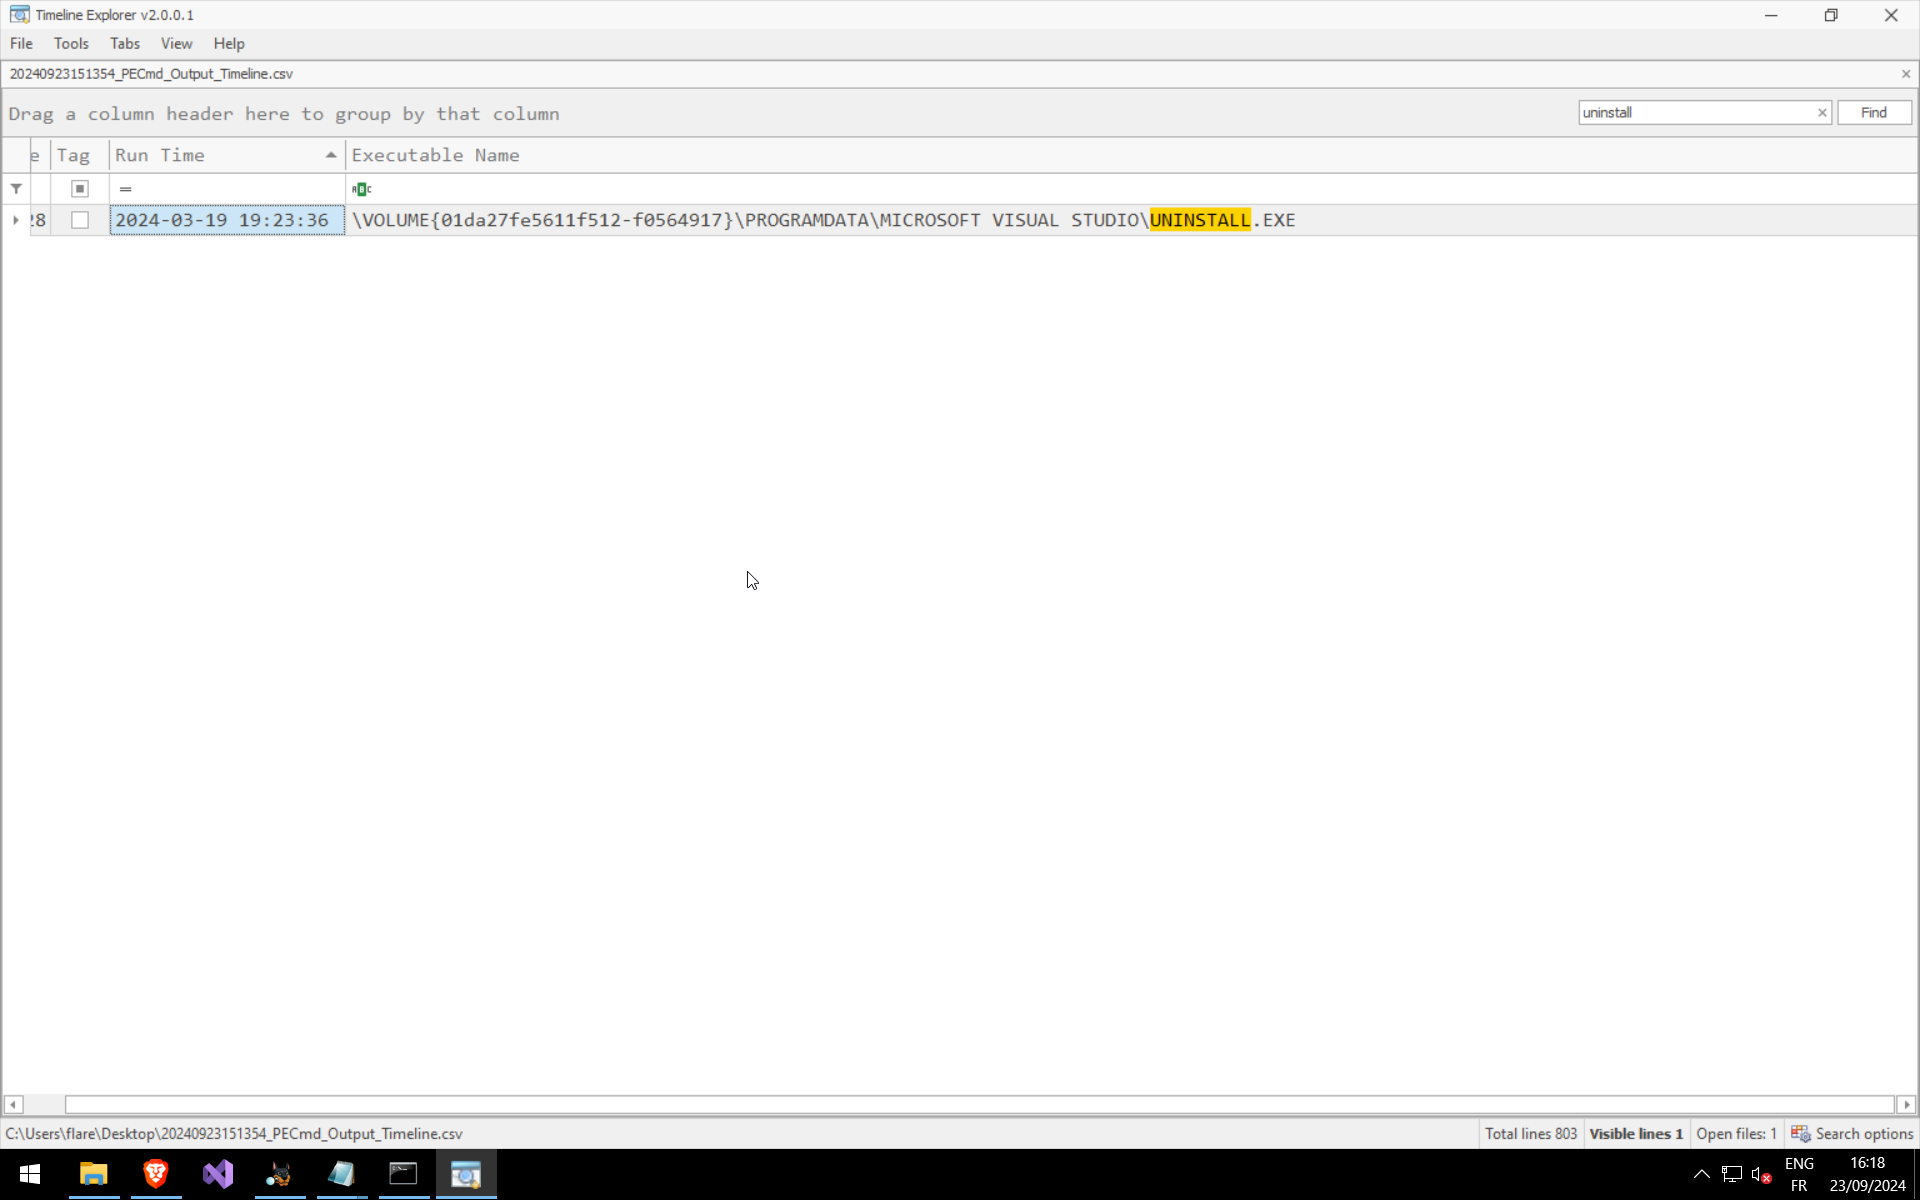 Timeline Explorer v2.0.0.1
File Tools Tabs View Help
20240923151354_PECmd_Output_Timeline.csv
Drag a column header here to group by that column
uninstall
Find
e Tag Run Time Executable Name
=
ABC
28 2024-03-19 19:23:36 \VOLUME{01da27fe5611f512-f0564917}\PROGRAMDATA\MICROSOFT VISUAL STUDIO\UNINSTALL.EXE
C:\Users\flare\Desktop\20240923151354_PECmd_Output_Timeline.csv
Total lines 803 Visible lines 1 Open files: 1 Search options
ENG 16:18
FR 23/09/2024